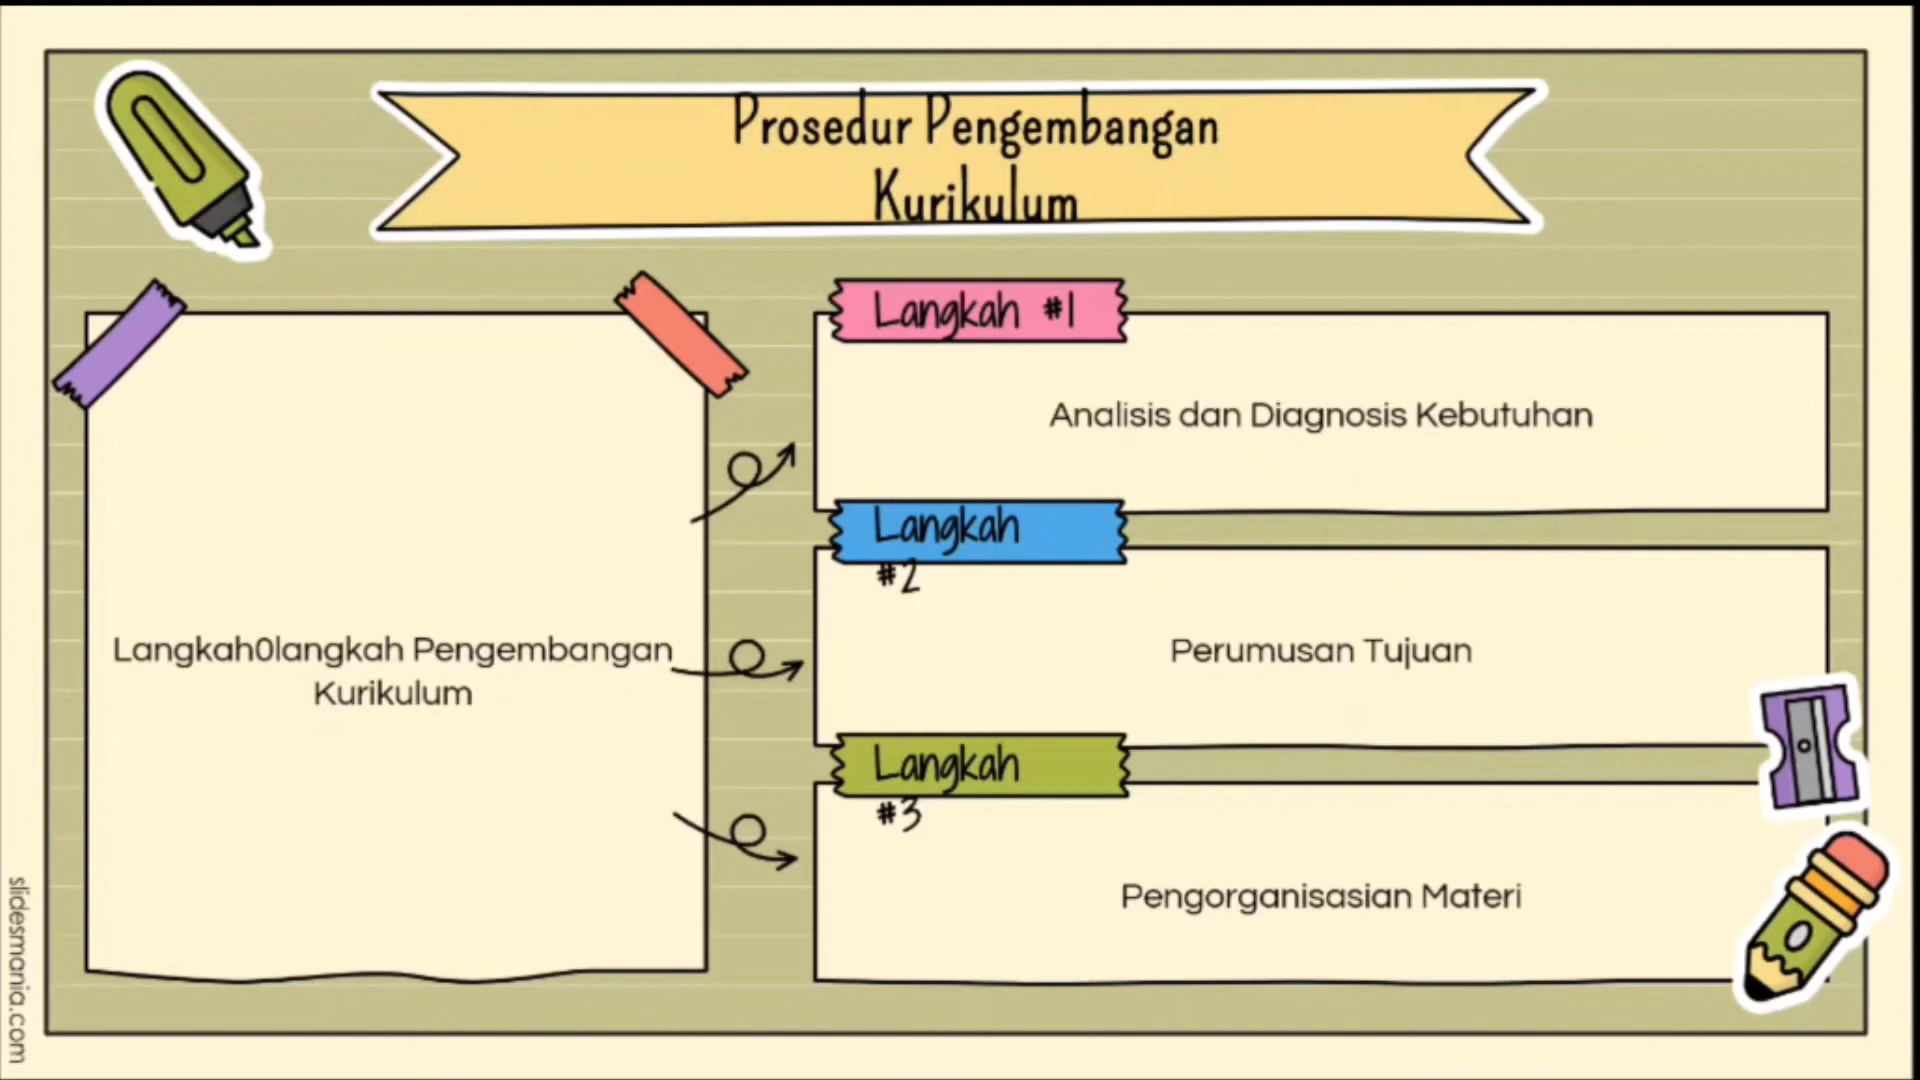 Prosedur Pengembangan
Kurikulum
Langkah0langkah Pengembangan
Kurikulum
Langkah #1
Analisis dan Diagnosis Kebutuhan
Langkah
#2
Perumusan Tujuan
Langkah
#3
Pengorganisasian Materi
slidesmania.com